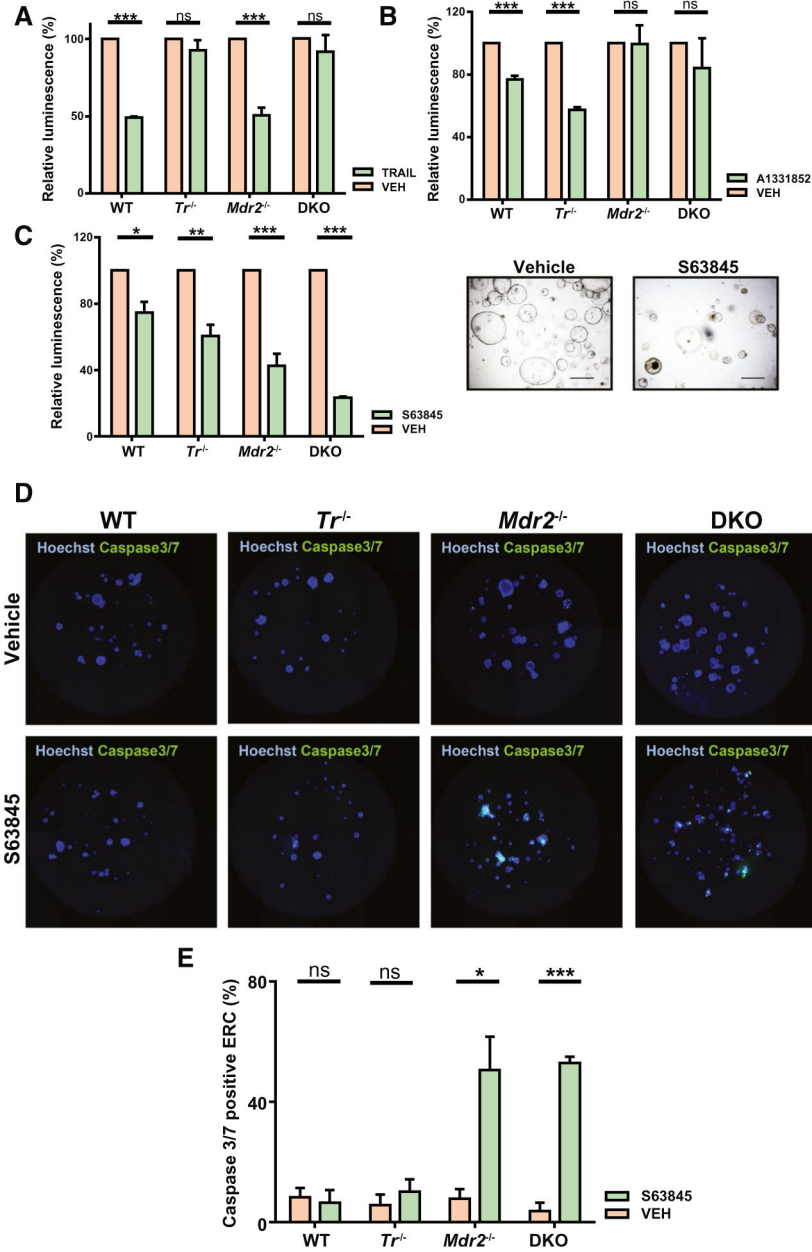 A
Relative luminescence (%)
100
50
0
***
ns
***
ns
WT
Tr-/-
Mdr2-/-
DKO
TRAIL
VEH
B
Relative luminescence (%)
120
80
40
0
***
***
ns
ns
WT
Tr-/-
Mdr2-/-
DKO
A1331852
VEH
C
Relative luminescence (%)
120
80
40
0
*
**
***
***
WT
Tr-/-
Mdr2-/-
DKO
S63845
VEH
Vehicle
S63845
D
WT
Tr-/-
Mdr2-/-
DKO
Vehicle
Hoechst Caspase3/7
Hoechst Caspase3/7
Hoechst Caspase3/7
Hoechst Caspase3/7
S63845
Hoechst Caspase3/7
Hoechst Caspase3/7
Hoechst Caspase3/7
Hoechst Caspase3/7
E
Caspase 3/7 positive ERC (%)
80
40
0
ns
ns
*
***
WT
Tr-/-
Mdr2-/-
DKO
S63845
VEH